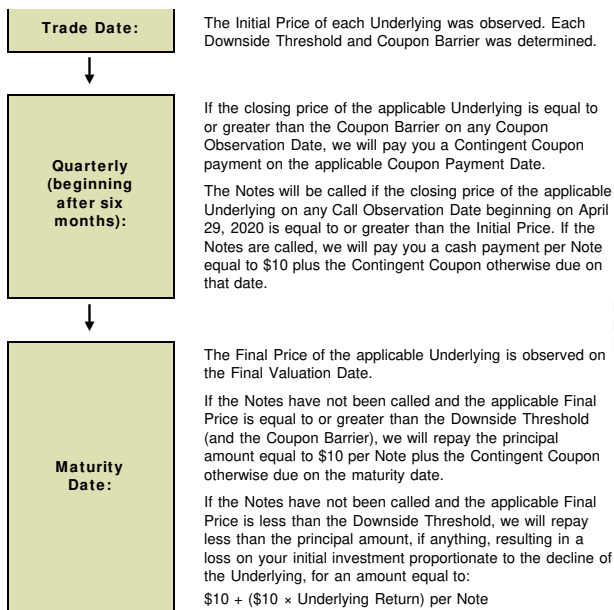 Trade Date:
The Initial Price of each Underlying was observed. Each
Downside Threshold and Coupon Barrier was determined.
Quarterly
(beginning
after six
months):
If the closing price of the applicable Underlying is equal to
or greater than the Coupon Barrier on any Coupon
Observation Date, we will pay you a Contingent Coupon
payment on the applicable Coupon Payment Date.
The Notes will be called if the closing price of the applicable
Underlying on any Call Observation Date beginning on April
29, 2020 is equal to or greater than the Initial Price. If the
Notes are called, we will pay you a cash payment per Note
equal to $10 plus the Contingent Coupon otherwise due on
that date.
Maturity
Date:
The Final Price of the applicable Underlying is observed on
the Final Valuation Date.
If the Notes have not been called and the applicable Final
Price is equal to or greater than the Downside Threshold
(and the Coupon Barrier), we will repay the principal
amount equal to $10 per Note plus the Contingent Coupon
otherwise due on the maturity date.
If the Notes have not been called and the applicable Final
Price is less than the Downside Threshold, we will repay
less than the principal amount, if anything, resulting in a
loss on your initial investment proportionate to the decline of
the Underlying, for an amount equal to:
$10 + ($10 × Underlying Return) per Note